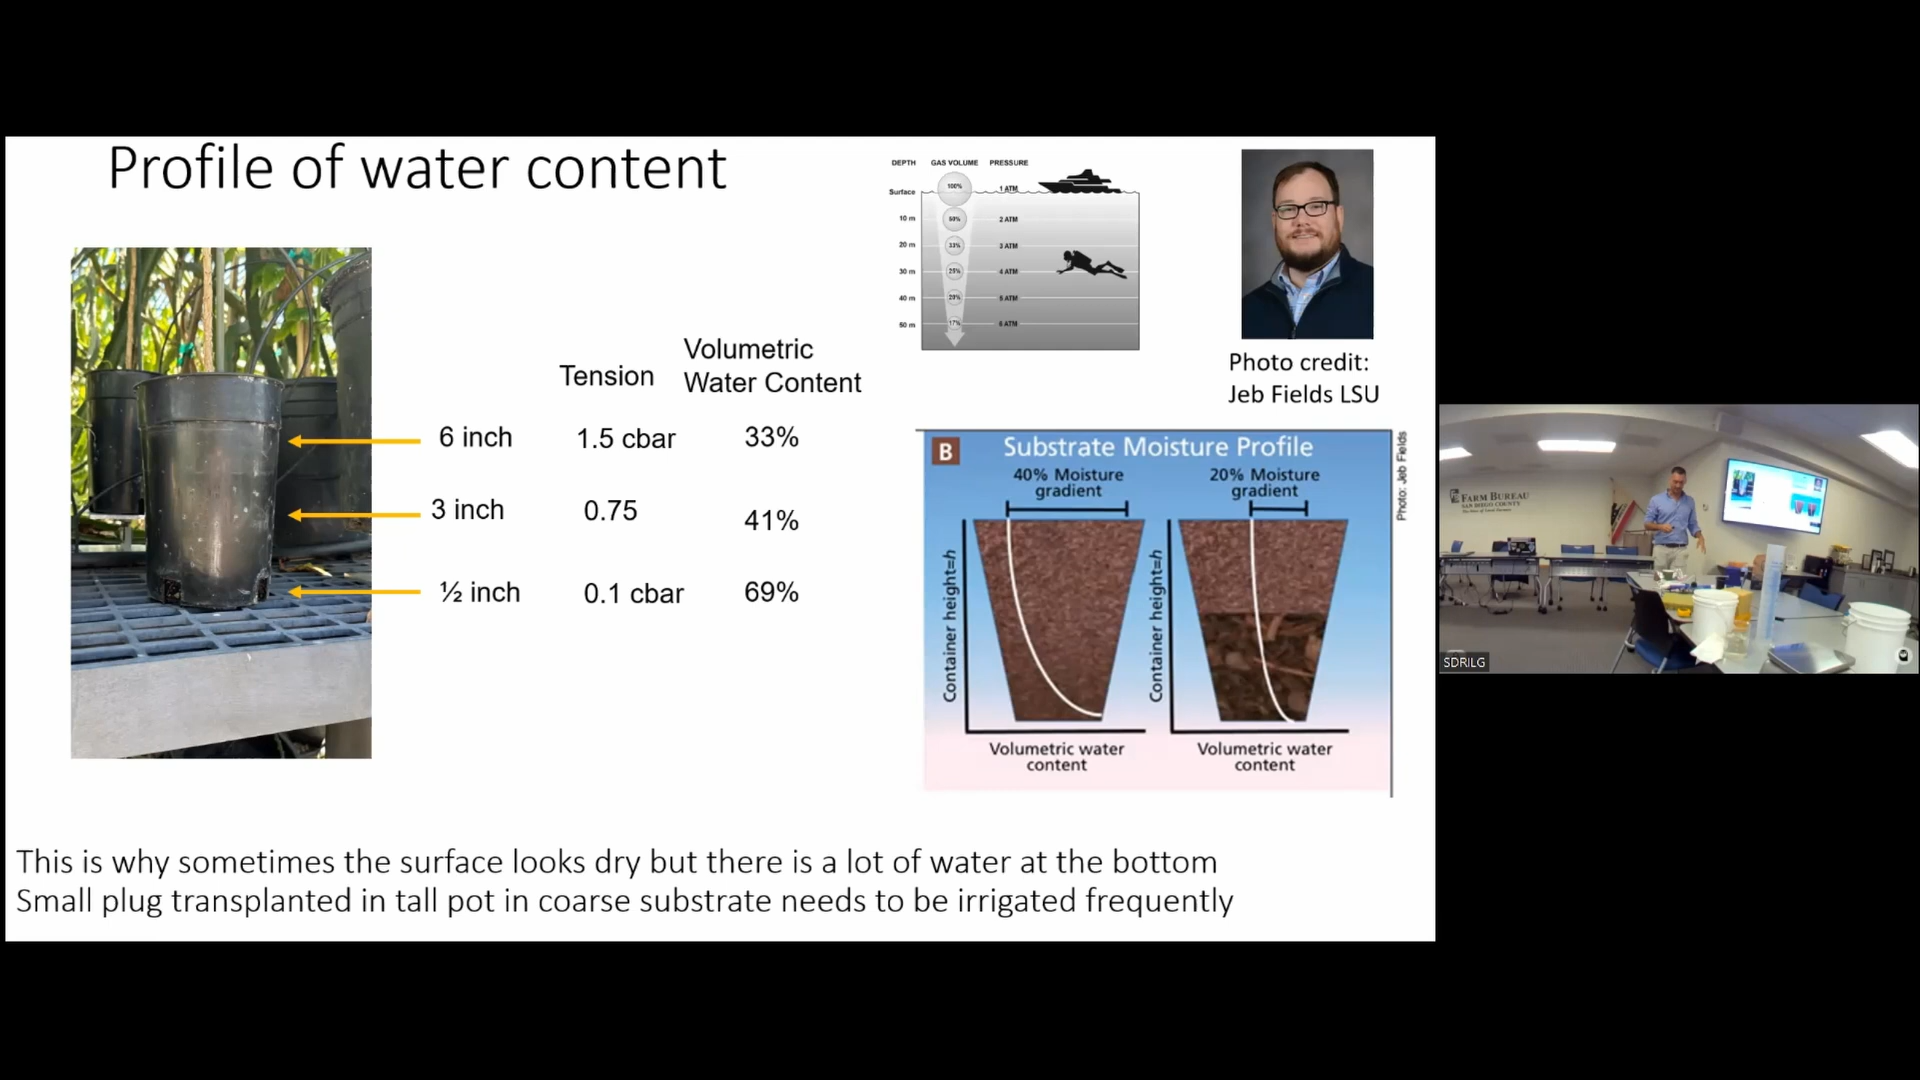 Profile of water content
DEPTH GAS VOLUME PRESSURE
Surface 100% 1 ATM
10 m 50% 2 ATM
20 m 33% 3 ATM
30 m 25% 4 ATM
40 m 20% 5 ATM
50 m 17% 6 ATM
Photo credit:
Jeb Fields LSU
Tension
Volumetric
Water Content
6 inch 1.5 cbar 33%
3 inch 0.75 41%
½ inch 0.1 cbar 69%
B Substrate Moisture Profile
40% Moisture
gradient
20% Moisture
gradient
Container height=h
Container height=h
Volumetric water
content
Volumetric water
content
Photo: Jeb Fields
This is why sometimes the surface looks dry but there is a lot of water at the bottom
Small plug transplanted in tall pot in coarse substrate needs to be irrigated frequently
FARM BUREAU
SAN DIEGO COUNTY
SDRILG